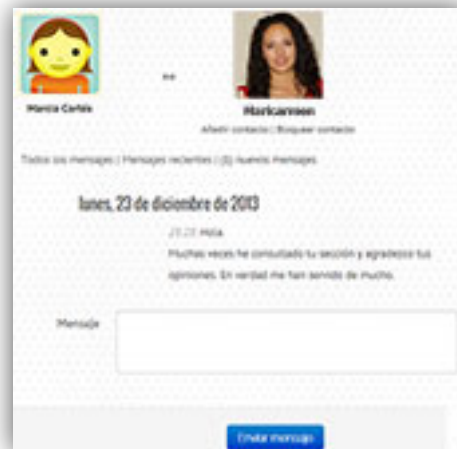 Marcia Cortés
Maricarmen
Añadir contacto | Bloquear contacto
Todos los mensajes | Mensajes recientes | (5) nuevos mensajes
lunes, 23 de diciembre de 2013
Hola
Muchas veces he consultado tu sección y agradezco tus
opiniones. En verdad me han servido de mucho.
Mensaje
Enviar mensaje